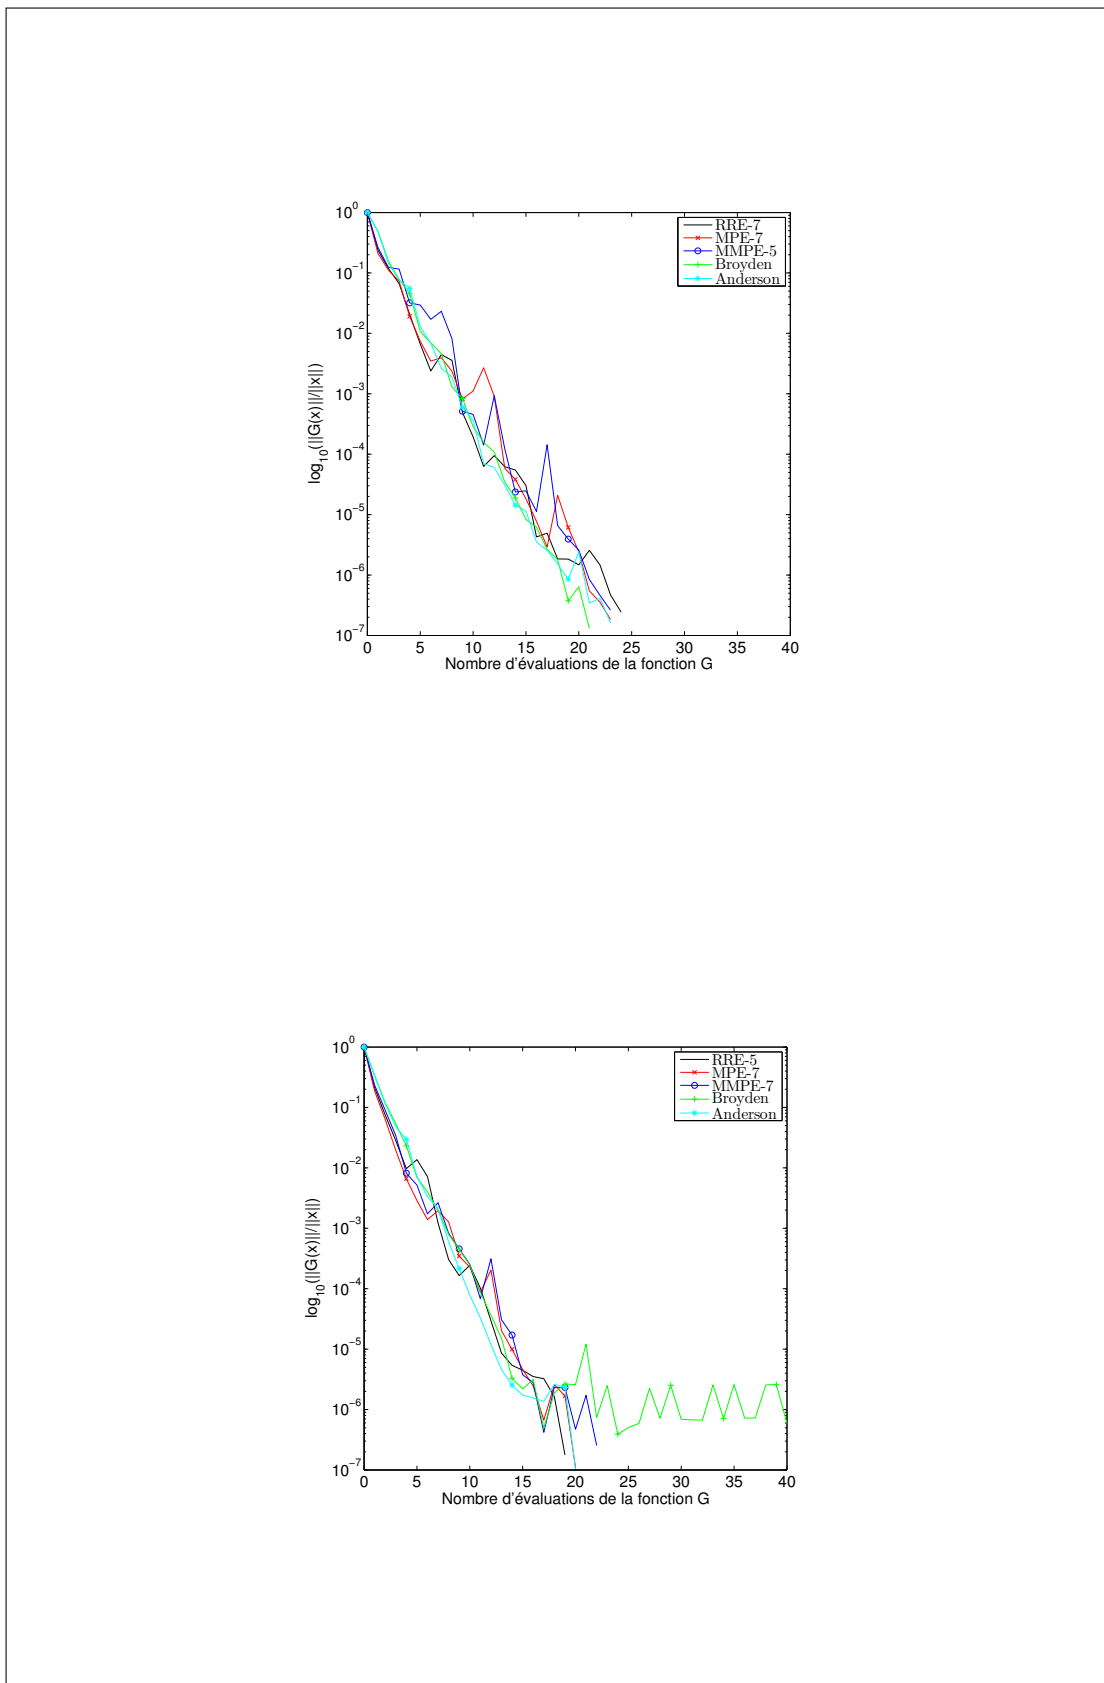 10^0
10^-1
10^-2
10^-3
10^-4
10^-5
10^-6
10^-7
log10(||G(x)||/||x||)
RRE-7
MPE-7
MMPE-5
Broyden
Anderson
0 5 10 15 20 25 30 35 40
Nombre d'évaluations de la fonction G
10^0
10^-1
10^-2
10^-3
10^-4
10^-5
10^-6
10^-7
log10(||G(x)||/||x||)
RRE-5
MPE-7
MMPE-7
Broyden
Anderson
0 5 10 15 20 25 30 35 40
Nombre d'évaluations de la fonction G